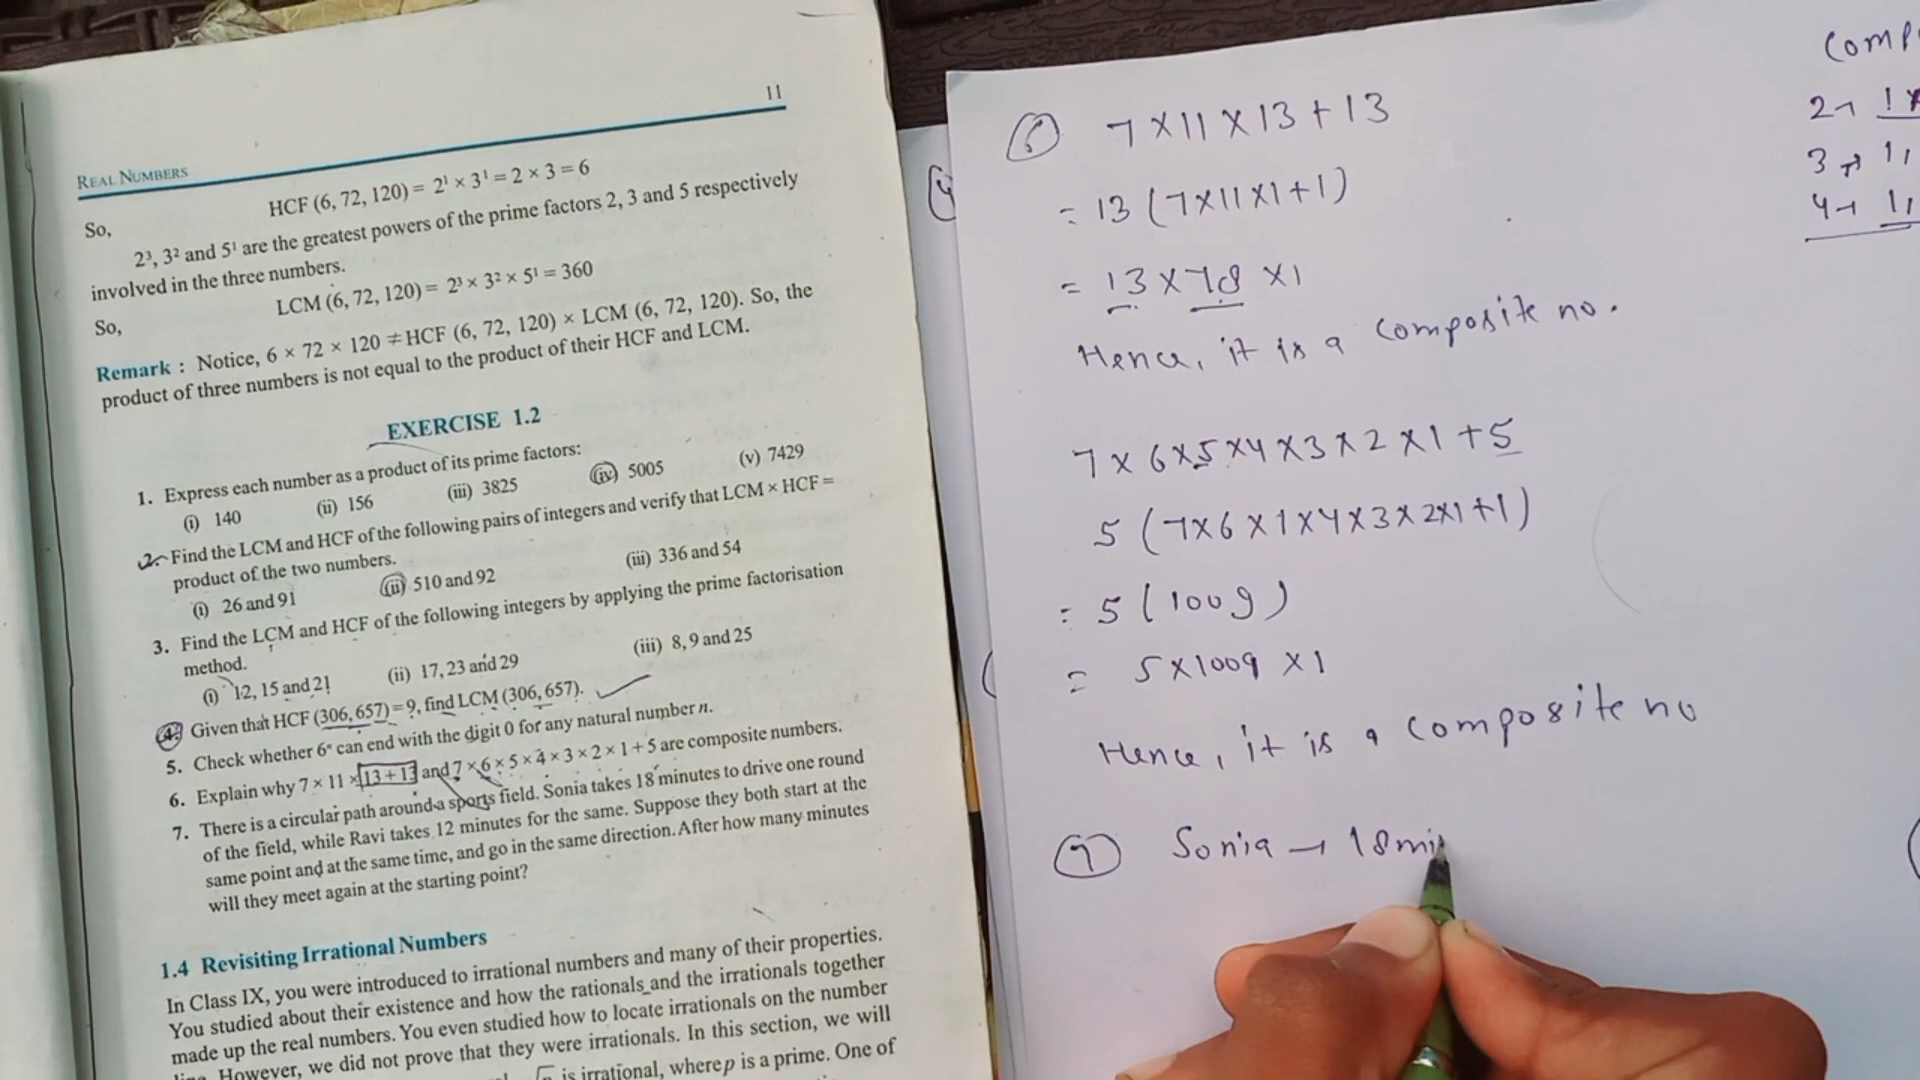 11
REAL NUMBERS
HCF (6, 72, 120) = 2¹ × 3¹ = 2 × 3 = 6
So,
2³, 3² and 5¹ are the greatest powers of the prime factors 2, 3 and 5 respectively
involved in the three numbers.
LCM (6, 72, 120) = 2³ × 3² × 5¹ = 360
So,
Remark : Notice, 6 × 72 × 120 ≠ HCF (6, 72, 120) × LCM (6, 72, 120). So, the
product of three numbers is not equal to the product of their HCF and LCM.
EXERCISE 1.2
1. Express each number as a product of its prime factors:
(i) 140 (ii) 156 (iii) 3825 (iv) 5005 (v) 7429
2. Find the LCM and HCF of the following pairs of integers and verify that LCM × HCF =
product of the two numbers.
(i) 26 and 91 (ii) 510 and 92 (iii) 336 and 54
3. Find the LCM and HCF of the following integers by applying the prime factorisation
method.
(i) 12, 15 and 21 (ii) 17, 23 and 29 (iii) 8, 9 and 25
4. Given that HCF (306, 657) = 9, find LCM (306, 657).
5. Check whether 6ⁿ can end with the digit 0 for any natural number n.
6. Explain why 7 × 11 × 13 + 13 and 7 × 6 × 5 × 4 × 3 × 2 × 1 + 5 are composite numbers.
7. There is a circular path around a sports field. Sonia takes 18 minutes to drive one round
of the field, while Ravi takes 12 minutes for the same. Suppose they both start at the
same point and at the same time, and go in the same direction. After how many minutes
will they meet again at the starting point?
1.4 Revisiting Irrational Numbers
In Class IX, you were introduced to irrational numbers and many of their properties.
You studied about their existence and how the rationals and the irrationals together
made up the real numbers. You even studied how to locate irrationals on the number
However, we did not prove that they were irrationals. In this section, we will
is irrational, where p is a prime. One of
6 7 × 11 × 13 + 13
= 13 (7×11×1+1)
= 13 × 78 × 1
Hence, it is a composite no.
7 × 6 × 5 × 4 × 3 × 2 × 1 + 5
5 (7×6×1×4×3×2×1+1)
= 5 (1009)
= 5×1009 ×1
Hence, it is a composite no
7 Sonia → 18 mi
2→ 1
3 → 1,
4→ 1,